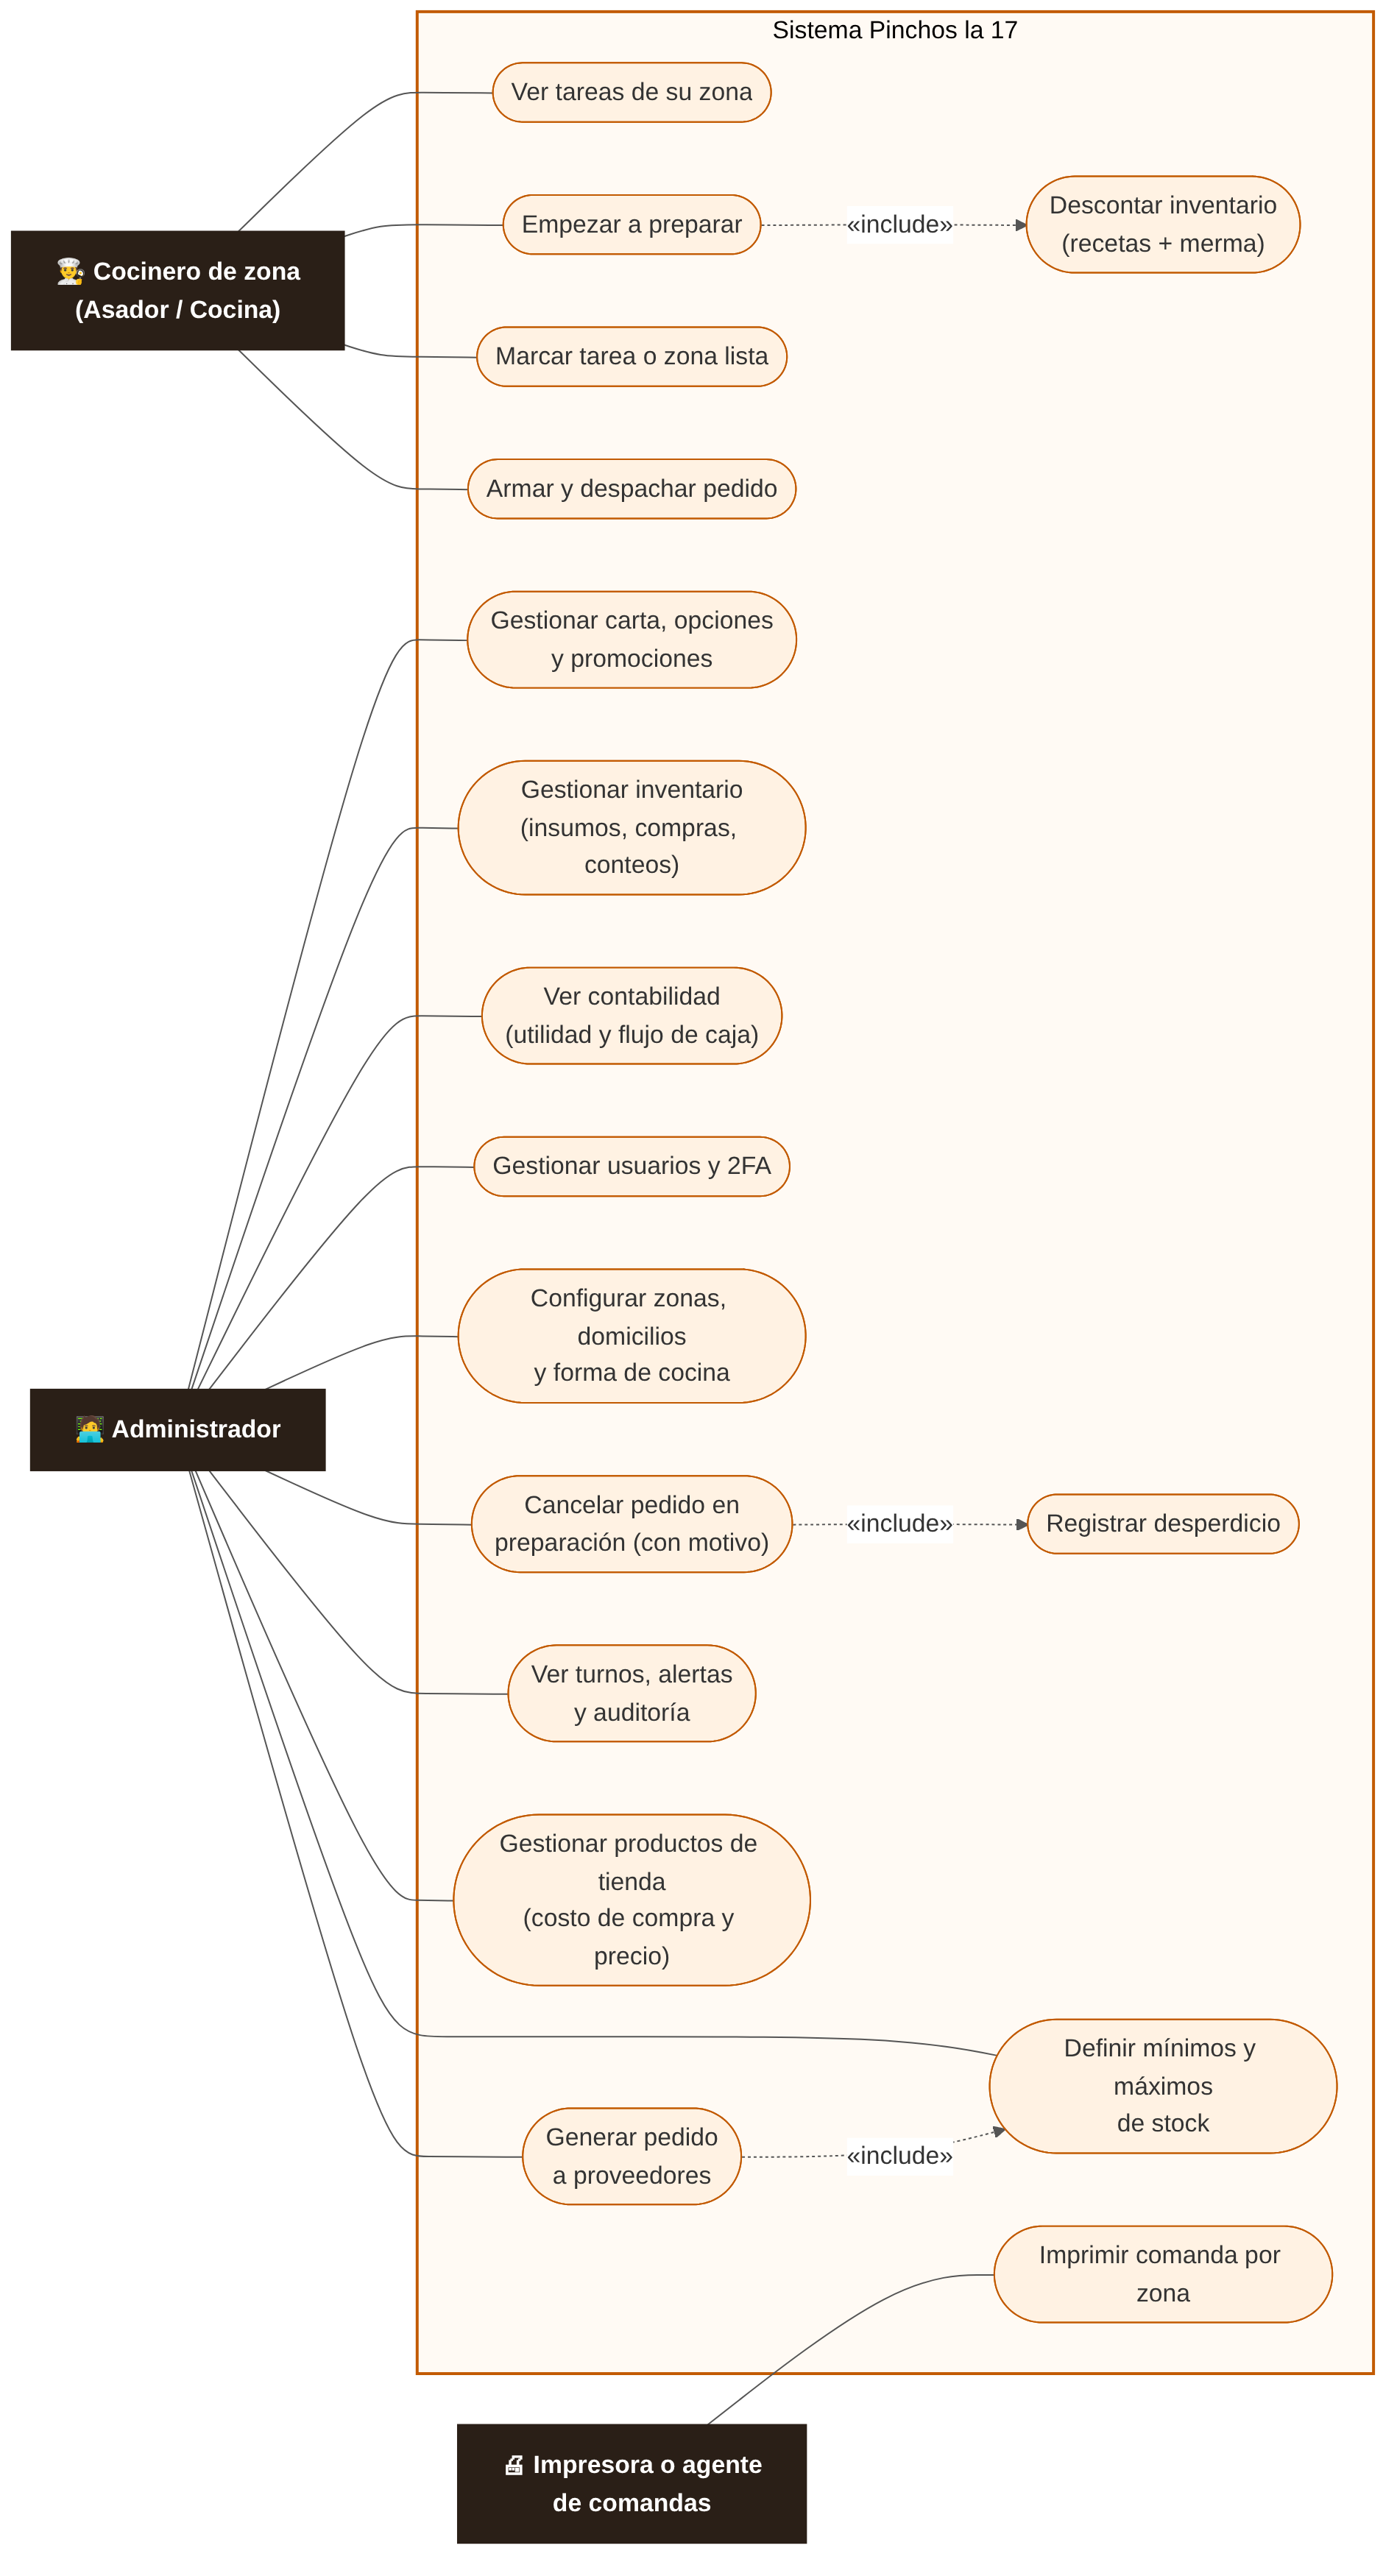 Sistema Pinchos la 17
Ver tareas de su zona
Empezar a preparar
«include»
Descontar inventario
(recetas + merma)
Cocinero de zona
(Asador / Cocina)
Marcar tarea o zona lista
Armar y despachar pedido
Gestionar carta, opciones
y promociones
Gestionar inventario
(insumos, compras,
conteos)
Ver contabilidad
(utilidad y flujo de caja)
Gestionar usuarios y 2FA
Configurar zonas,
domicilios
y forma de cocina
Administrador
Cancelar pedido en
preparación (con motivo)
«include»
Registrar desperdicio
Ver turnos, alertas
y auditoría
Gestionar productos de
tienda
(costo de compra y
precio)
Definir mínimos y
máximos
de stock
Generar pedido
a proveedores
«include»
Imprimir comanda por
zona
Impresora o agente
de comandas